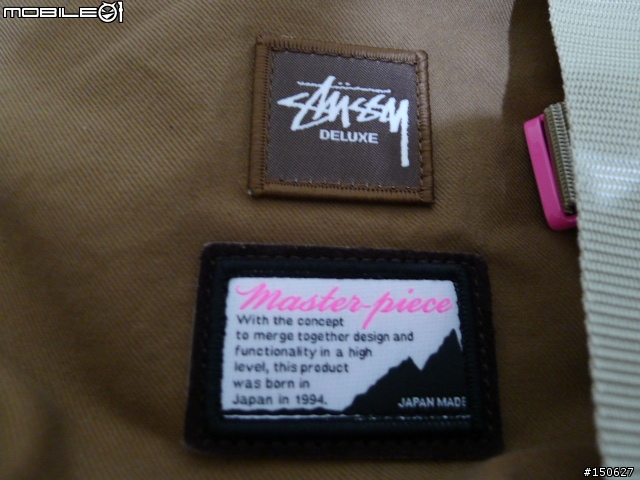 MOBILE01
STÜSSY
DELUXE
Master-piece
With the concept
to merge together design and
functionality in a high
level, this product
was born in
Japan in 1994.
JAPAN MADE
#150627